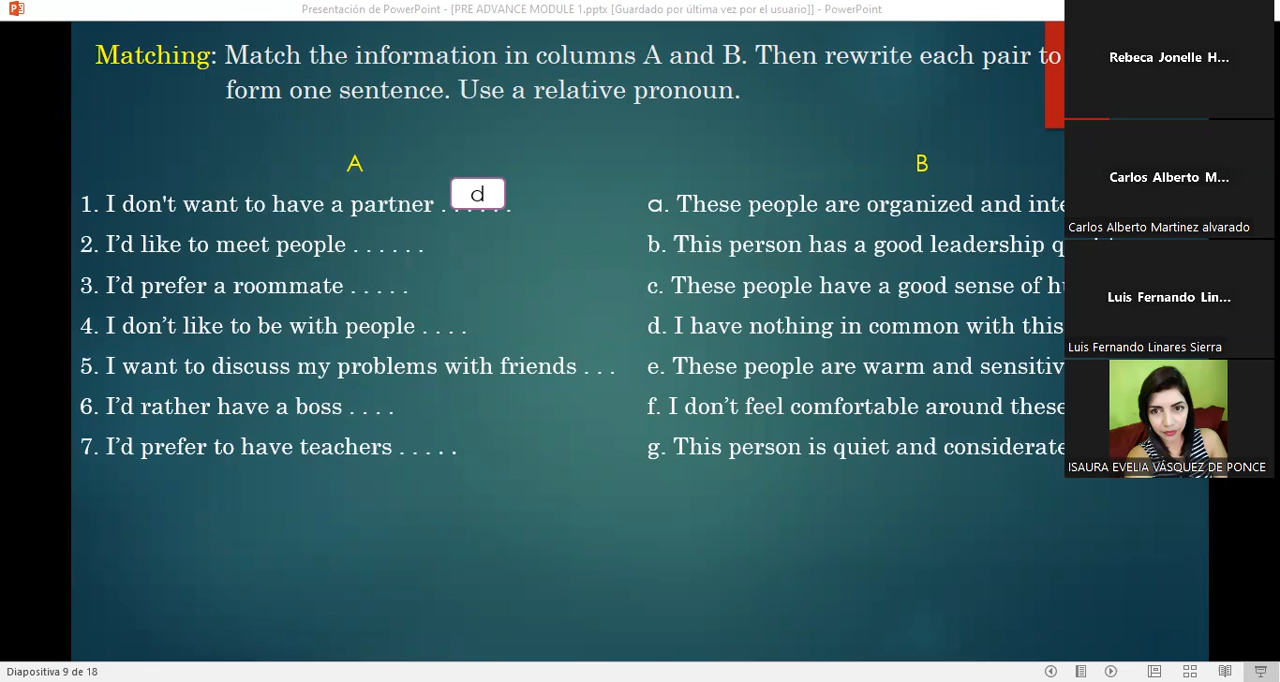 Presentación de PowerPoint - [PRE ADVANCE MODULE 1.pptx [Guardado por última vez por el usuario]] - PowerPoint
Matching: Match the information in columns A and B. Then rewrite each pair to
form one sentence. Use a relative pronoun.
A
B
1. I don't want to have a partner . . . . . .
d
2. I’d like to meet people . . . . . .
3. I’d prefer a roommate . . . . .
4. I don’t like to be with people . . . .
5. I want to discuss my problems with friends . . .
6. I’d rather have a boss . . . .
7. I’d prefer to have teachers . . . . .
a. These people are organized and
b. This person has a good leadership
c. These people have a good sense of
d. I have nothing in common with this
e. These people are warm and
f. I don’t feel comfortable around these
g. This person is quiet and considerate
Rebeca Jonelle H...
Carlos Alberto M...
Carlos Alberto Martinez alvarado
Luis Fernando Lin...
Luis Fernando Linares Sierra
ISAURA EVELIA VÁSQUEZ DE PONCE
Diapositiva 9 de 18